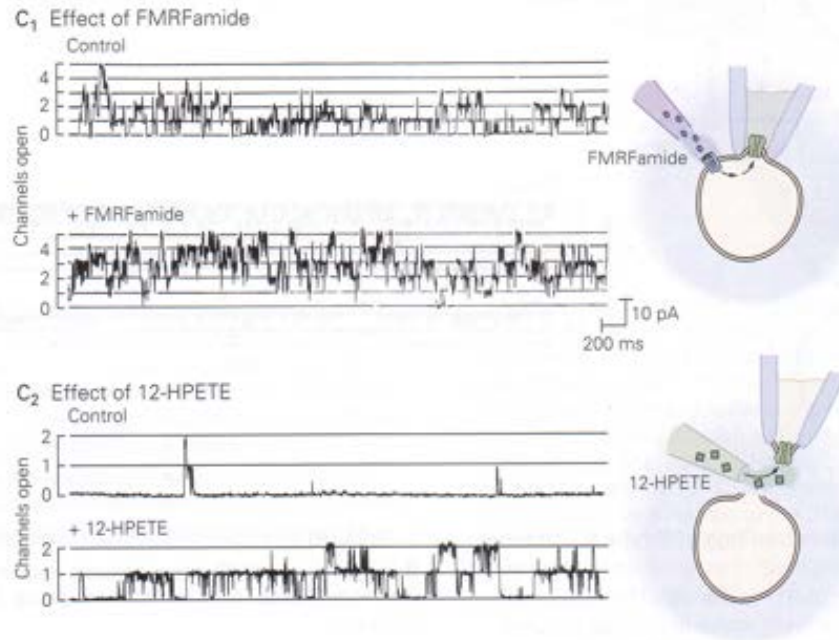 C₁ Effect of FMRFamide
Control
Channels open
4
2
0
FMRFamide
+ FMRFamide
4
2
0
10 pA
200 ms
C₂ Effect of 12-HPETE
Control
Channels open
2
1
0
12-HPETE
+ 12-HPETE
2
1
0